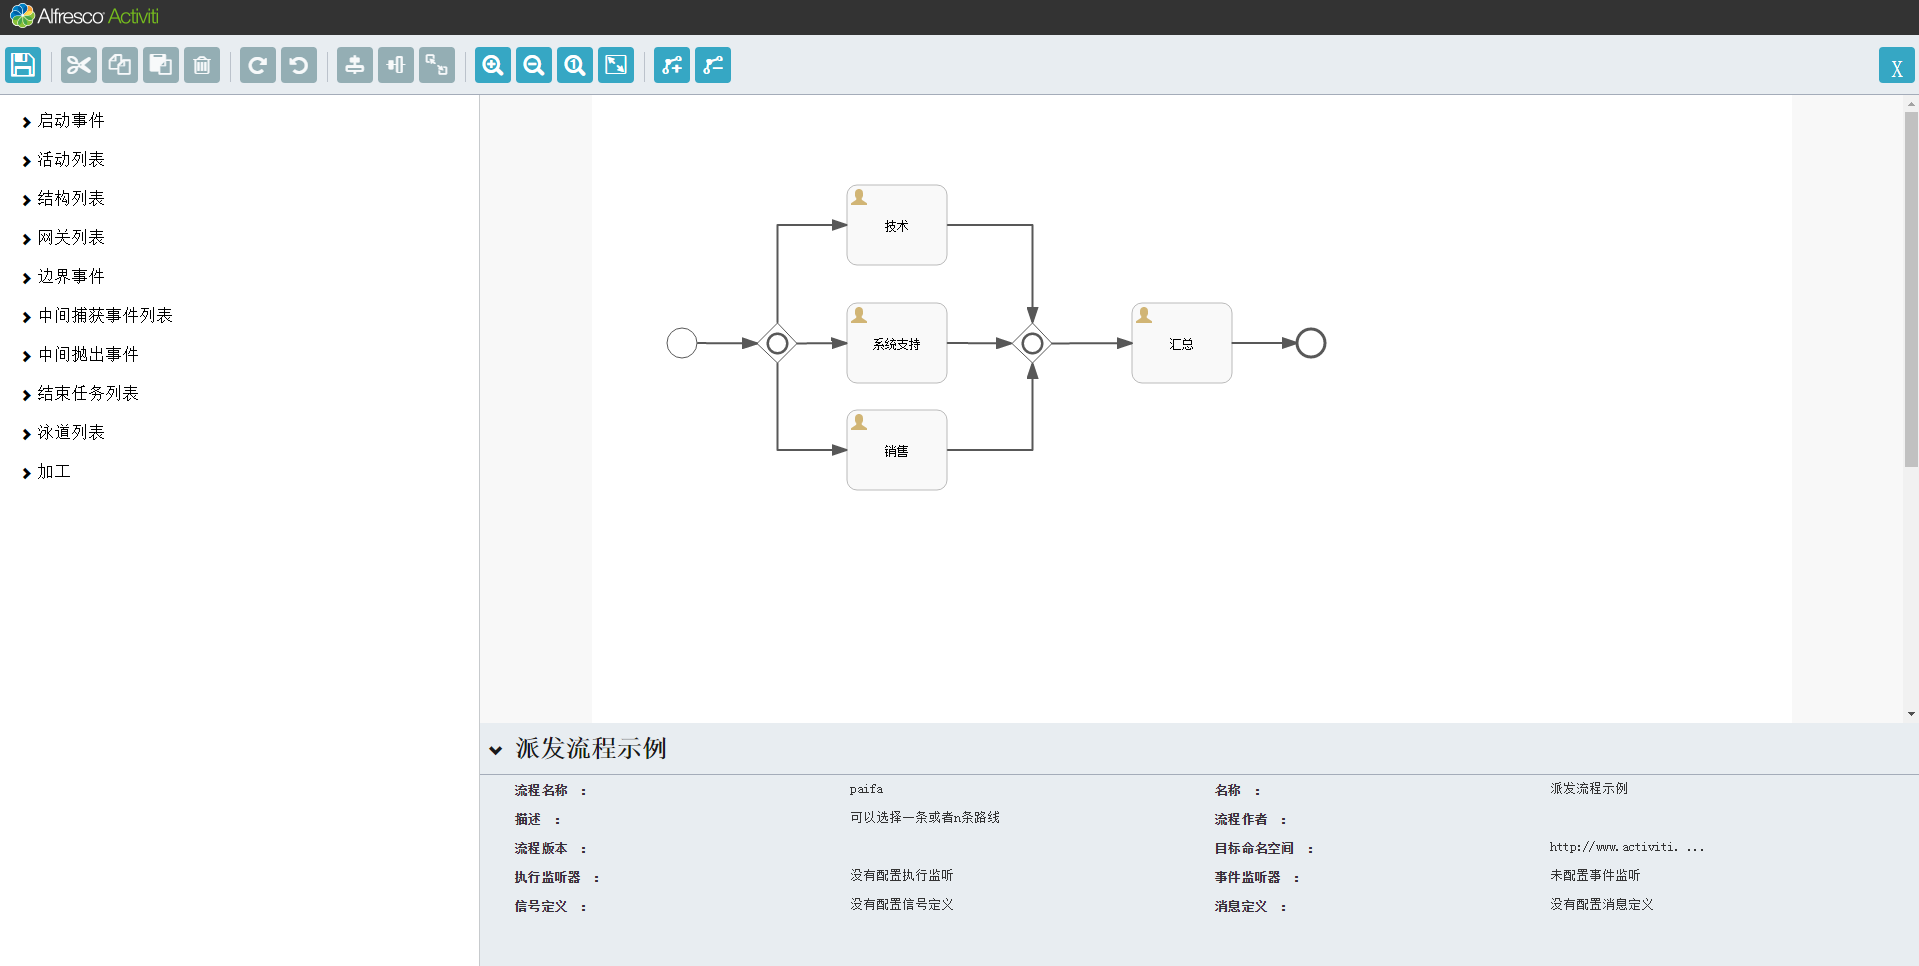 Alfresco Activiti
1
X
启动事件
活动列表
结构列表
网关列表
边界事件
中间捕获事件列表
中间抛出事件
结束任务列表
泳道列表
加工
技术
系统支持
汇总
销售
派发流程示例
流程名称 : paifa 名称 : 派发流程示例
描述 : 可以选择一条或者n条路线 流程作者 :
流程版本 : 目标命名空间 : http://www.activiti. ...
执行监听器 : 没有配置执行监听 事件监听器 : 未配置事件监听
信号定义 : 没有配置信号定义 消息定义 : 没有配置消息定义